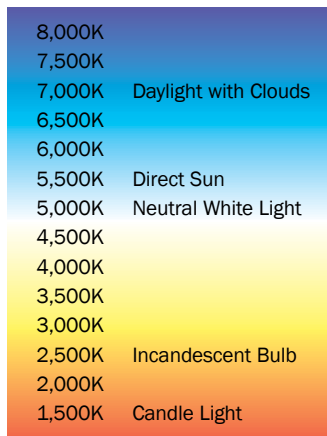 8,000K
7,500K
7,000K Daylight with Clouds
6,500K
6,000K
5,500K Direct Sun
5,000K Neutral White Light
4,500K
4,000K
3,500K
3,000K
2,500K Incandescent Bulb
2,000K
1,500K Candle Light